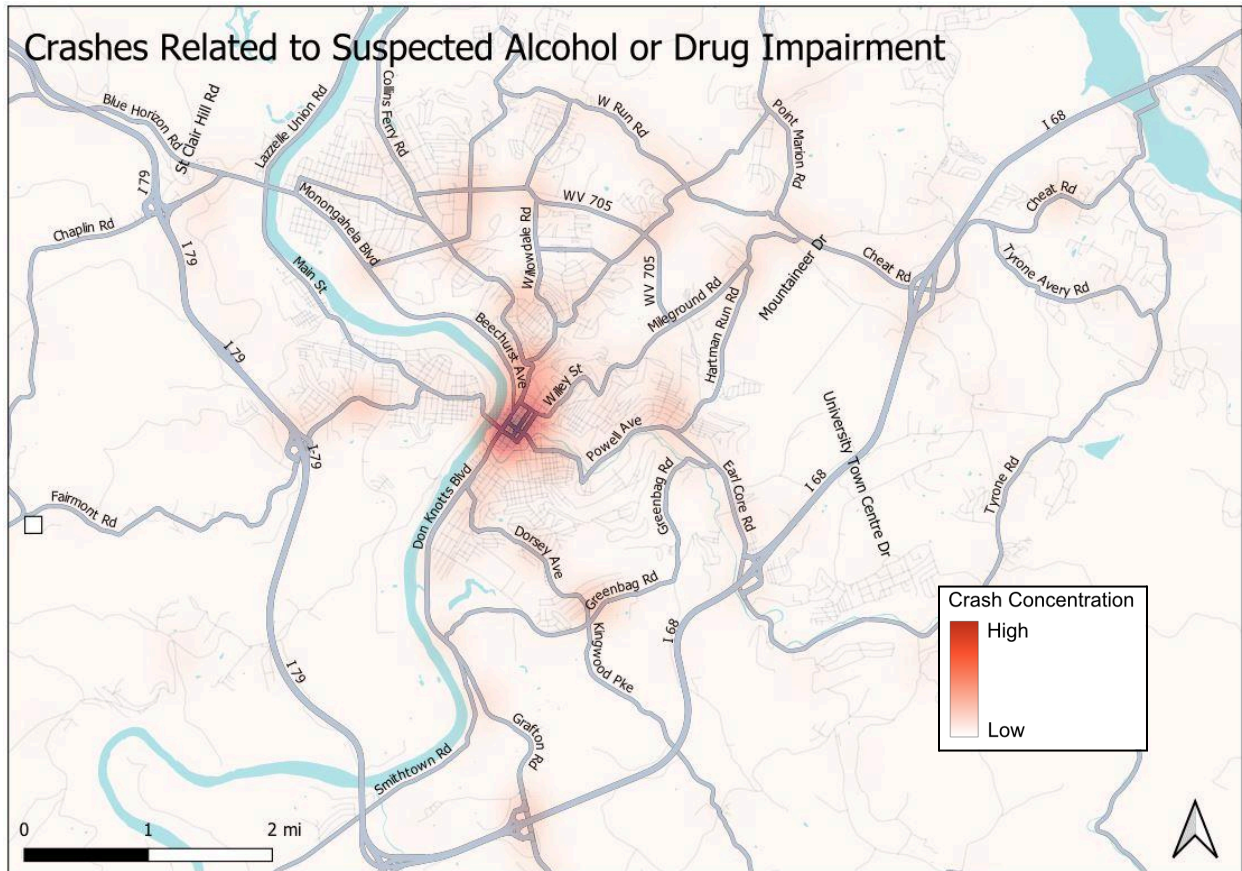 Crashes Related to Suspected Alcohol or Drug Impairment
Blue Horizon Rd
St Clair Hill Rd
Lazzelle Union Rd
Collins Ferry Rd
W Run Rd
Point Marion Rd
I 68
I 79
Chaplin Rd
I 79
Monongahela Blvd
Main St
WV 705
Willowdale Rd
WV 705
Cheat Rd
Cheat Rd
Tyrone Avery Rd
Mountaineer Dr
Mileground Rd
Hartman Run Rd
Beechurst Ave
Willey St
I 79
I-79
Powell Ave
University Town Centre Dr
Fairmont Rd
Don Knotts Blvd
Greenbag Rd
Earl Core Rd
I 68
Tyrone Rd
Dorsey Ave
Greenbag Rd
Kingwood Pke
I 68
I 79
Grafton Rd
Smithtown Rd
Crash Concentration
High
Low
0 1 2 mi